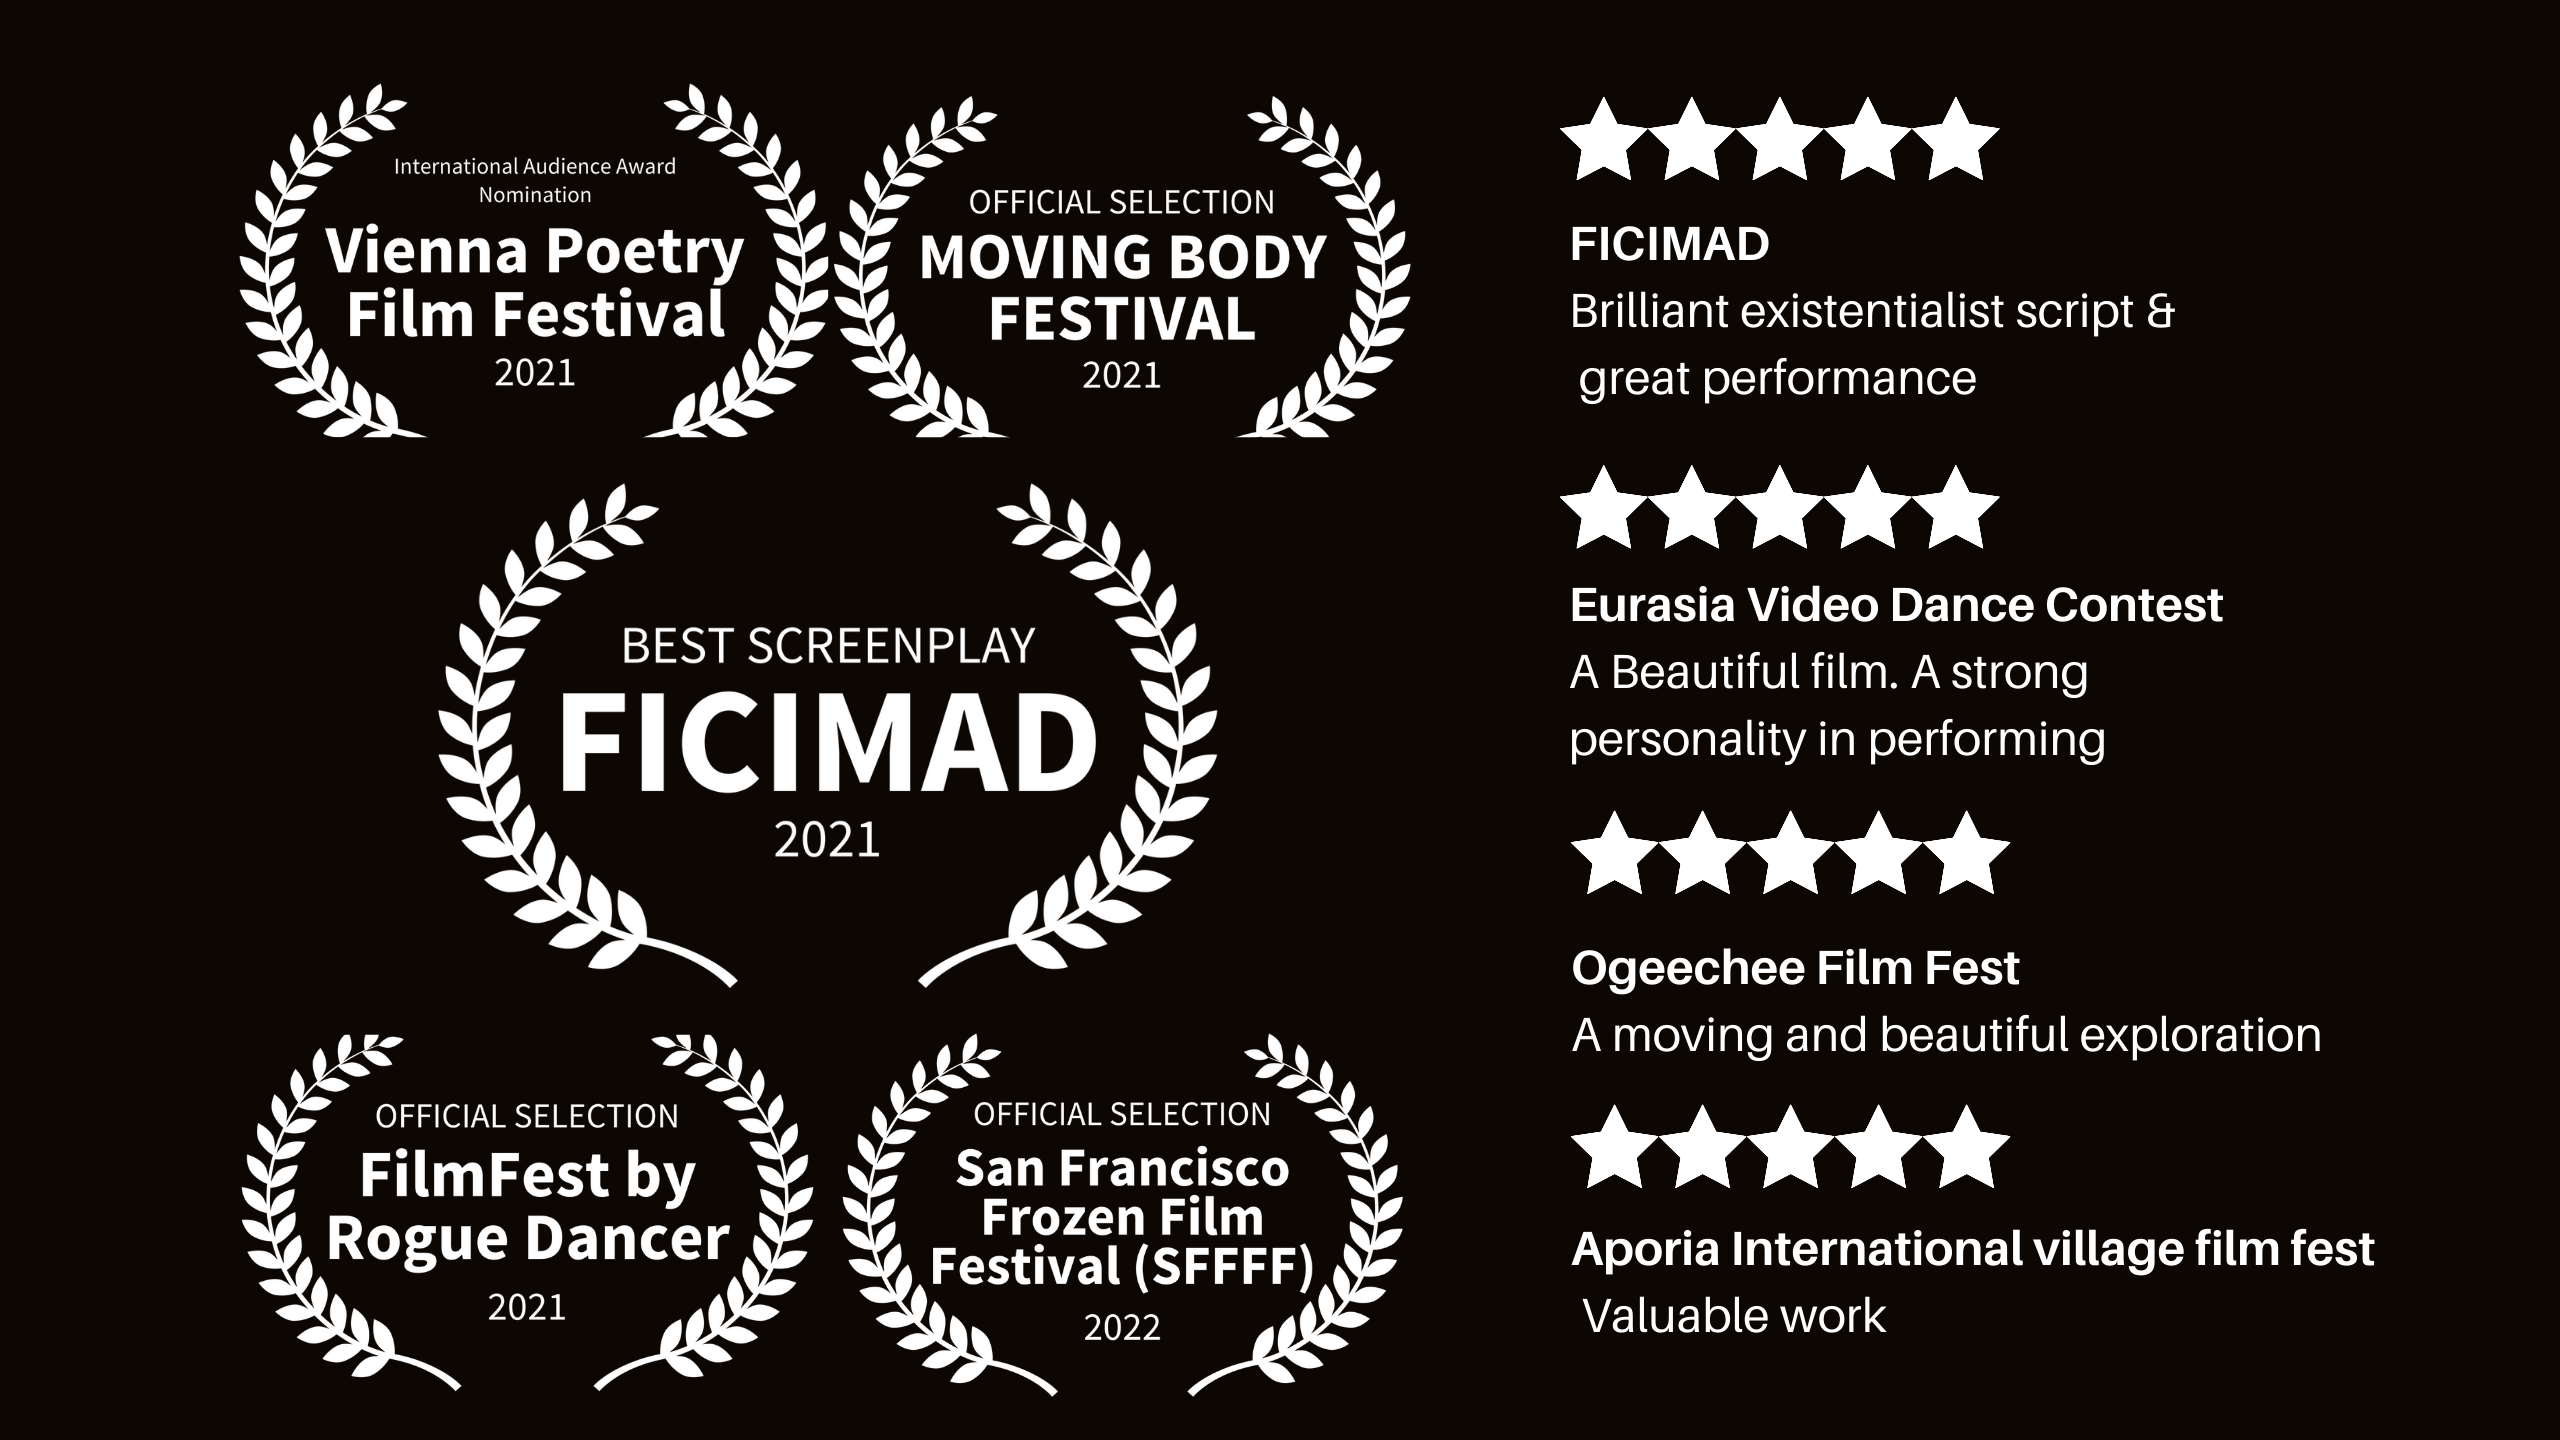 International Audience Award
Nomination
Vienna Poetry
Film Festival
2021
OFFICIAL SELECTION
MOVING BODY
FESTIVAL
2021
BEST SCREENPLAY
FICIMAD
2021
OFFICIAL SELECTION
FilmFest by
Rogue Dancer
2021
OFFICIAL SELECTION
San Francisco
Frozen Film
Festival (SFFFF)
2022
FICIMAD
Brilliant existentialist script &
great performance
Eurasia Video Dance Contest
A Beautiful film. A strong
personality in performing
Ogeechee Film Fest
A moving and beautiful exploration
Aporia International village film fest
Valuable work